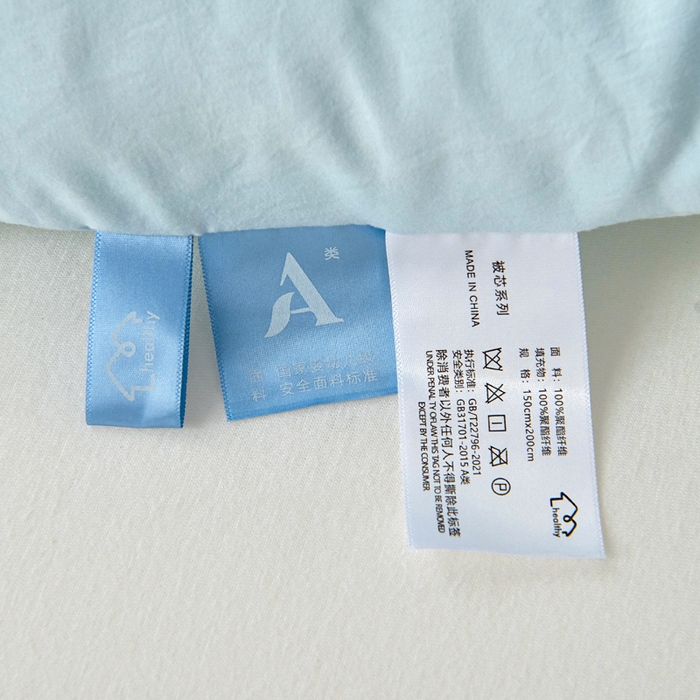 healthy
A
类
安全面料标准
被芯系列
MADE IN CHINA
面 料：100%聚酯纤维
填充物：100%聚酯纤维
规 格：150cmx200cm
执行标准：GB/T22796-2021
安全类别：GB31701-2015 A类
除消费者以外任何人不得撕除此标签
UNDER PENALTY OF LAW THIS TAG NOT TO BE REMOVED
EXCEPT BY THE CONSUMER
healthy